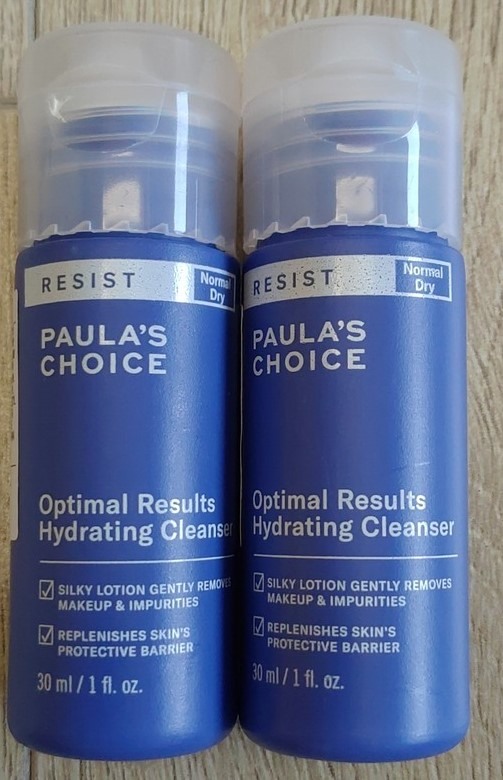 RESIST
Normal
Dry
PAULA'S
CHOICE
Optimal Results
Hydrating Cleanser
SILKY LOTION GENTLY REMOVES
MAKEUP & IMPURITIES
REPLENISHES SKIN'S
PROTECTIVE BARRIER
30 ml / 1 fl. oz.
RESIST
Normal
Dry
PAULA'S
CHOICE
Optimal Results
Hydrating Cleanser
SILKY LOTION GENTLY REMOVES
MAKEUP & IMPURITIES
REPLENISHES SKIN'S
PROTECTIVE BARRIER
30 ml / 1 fl. oz.